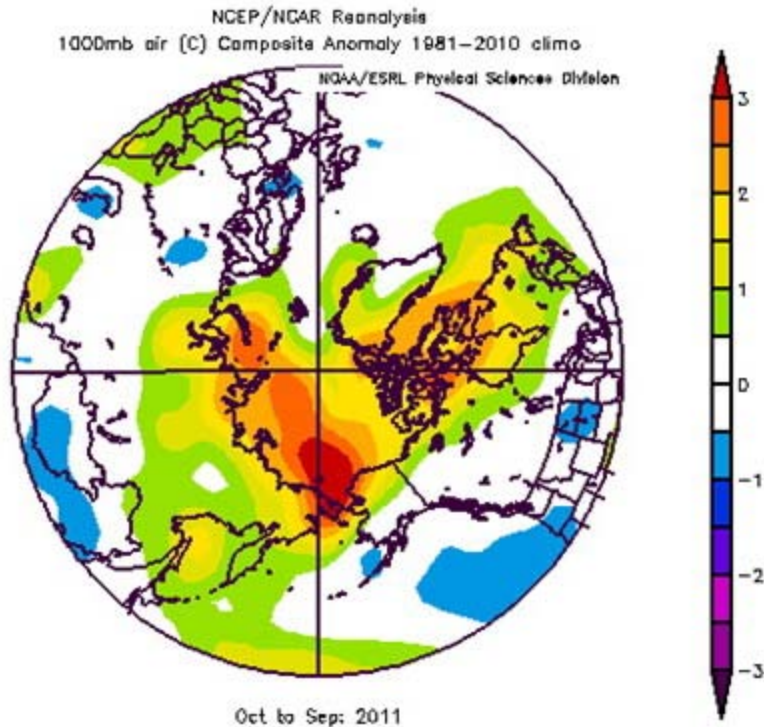 NCEP/NCAR Reanalysis
1000mb air (C) Composite Anomaly 1981-2010 climo
NOAA/ESRL Physical Sciences Division
3
2
1
0
-1
-2
-3
Oct to Sep: 2011